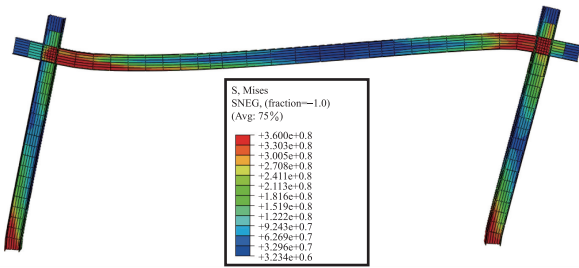 S, Mises
SNEG, (fraction=−1.0)
(Avg: 75%)
+3.600e+0.8
+3.303e+0.8
+3.005e+0.8
+2.708e+0.8
+2.411e+0.8
+2.113e+0.8
+1.816e+0.8
+1.519e+0.8
+1.222e+0.8
+9.243e+0.7
+6.269e+0.7
+3.296e+0.7
+3.234e+0.6